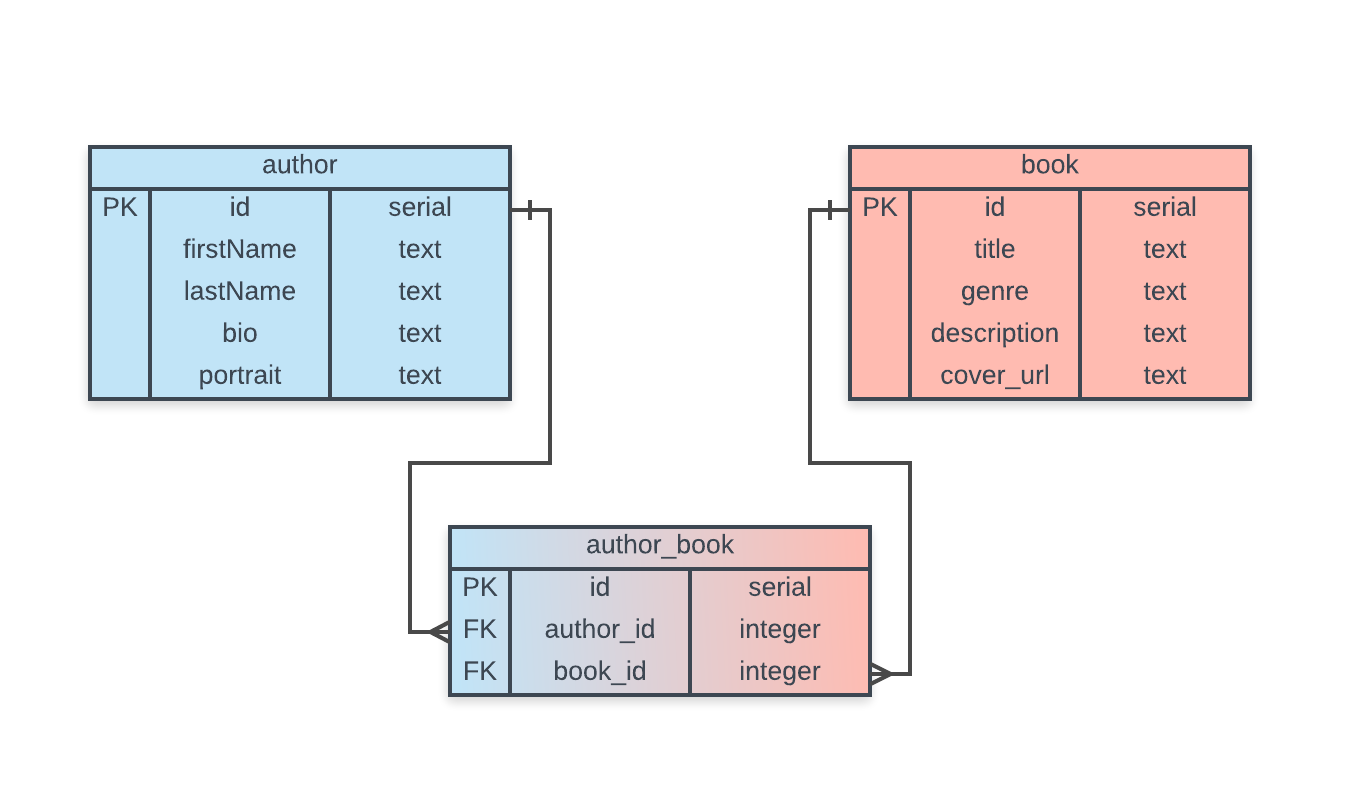 author
PK id serial
firstName text
lastName text
bio text
portrait text
book
PK id serial
title text
genre text
description text
cover_url text
author_book
PK id serial
FK author_id integer
FK book_id integer